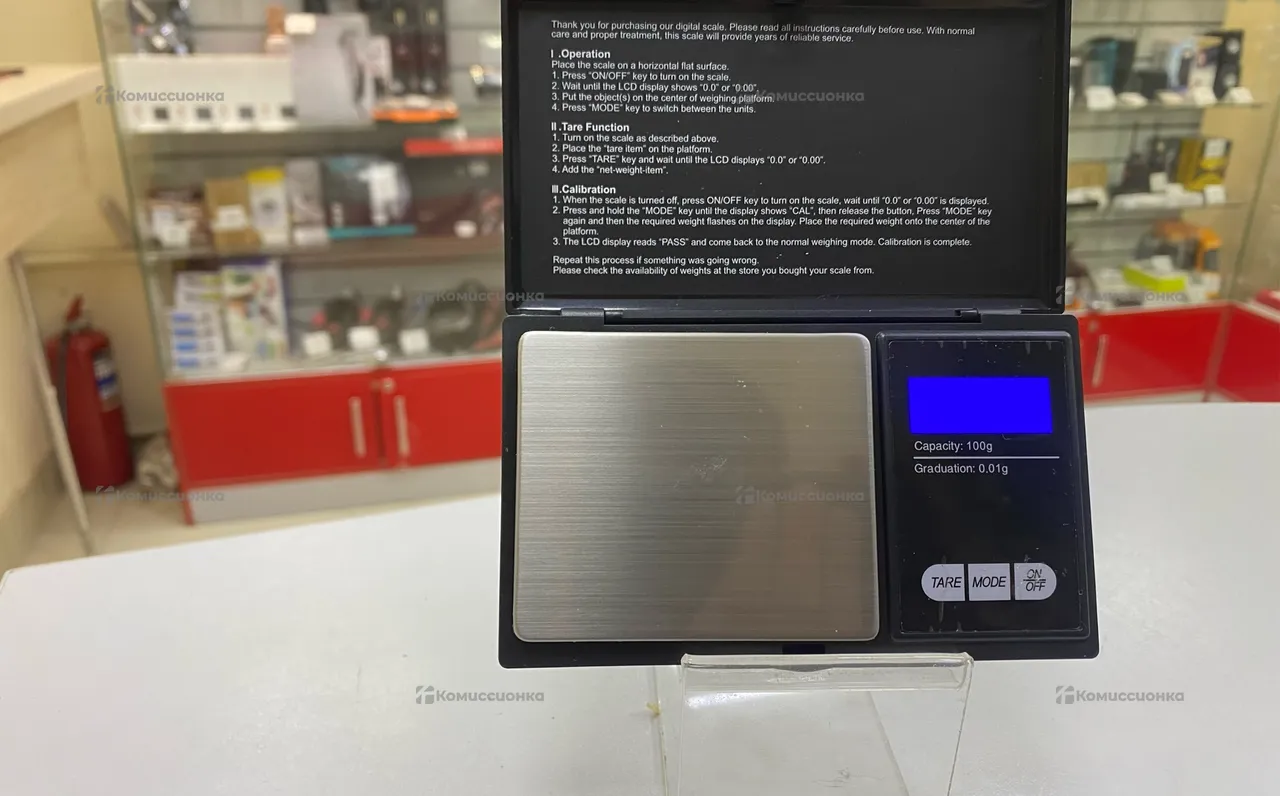 Thank you for purchasing our digital scale. Please read all instructions carefully before use. With normal
care and proper treatment, this scale will provide years of reliable service.
I .Operation
Place the scale on a horizontal flat surface.
1. Press "ON/OFF" key to turn on the scale.
2. Wait until the LCD display shows "0.0" or "0.00".
3. Put the object(s) on the center of weighing platform.
4. Press "MODE" key to switch between the units.
II .Tare Function
1. Turn on the scale as described above.
2. Place the "tare item" on the platform.
3. Press "TARE" key and wait until the LCD displays "0.0" or "0.00".
4. Add the "net-weight-item".
III.Calibration
1. When the scale is turned off, press ON/OFF key to turn on the scale, wait until "0.0" or "0.00" is displayed.
2. Press and hold the "MODE" key until the display shows "CAL", then release the button, Press "MODE" key
again and then the required weight flashes on the display. Place the required weight onto the center of the
platform.
3. The LCD display reads "PASS" and come back to the normal weighing mode. Calibration is complete.
Repeat this process if something was going wrong.
Please check the availability of weights at the store you bought your scale from.
Capacity: 100g
Graduation: 0.01g
TARE MODE ON/OFF
Комиссионка
Комиссионка
Комиссионка
Комиссионка
Комиссионка
Комиссионка
Комиссионка
Комиссионка